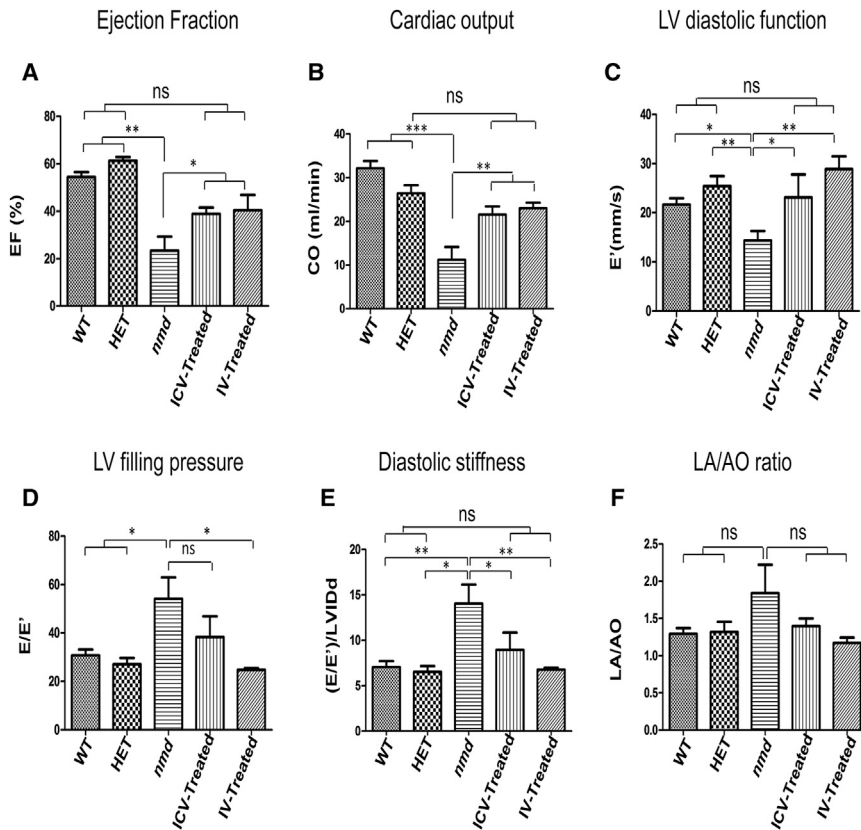 Ejection Fraction
Cardiac output
LV diastolic function
A
B
C
ns
**
*
EF (%)
80
60
40
20
0
WT
HET
nmd
ICV-Treated
IV-Treated
ns
***
**
CO (ml/min)
40
30
20
10
0
WT
HET
nmd
ICV-Treated
IV-Treated
ns
*
**
**
*
E'(mm/s)
40
30
20
10
0
WT
HET
nmd
ICV-Treated
IV-Treated
LV filling pressure
Diastolic stiffness
LA/AO ratio
D
E
F
*
*
ns
E/E'
80
60
40
20
0
WT
HET
nmd
ICV-Treated
IV-Treated
ns
**
**
*
*
(E/E')/LVIDd
20
15
10
5
0
WT
HET
nmd
ICV-Treated
IV-Treated
ns
ns
LA/AO
2.5
2.0
1.5
1.0
0.5
0.0
WT
HET
nmd
ICV-Treated
IV-Treated